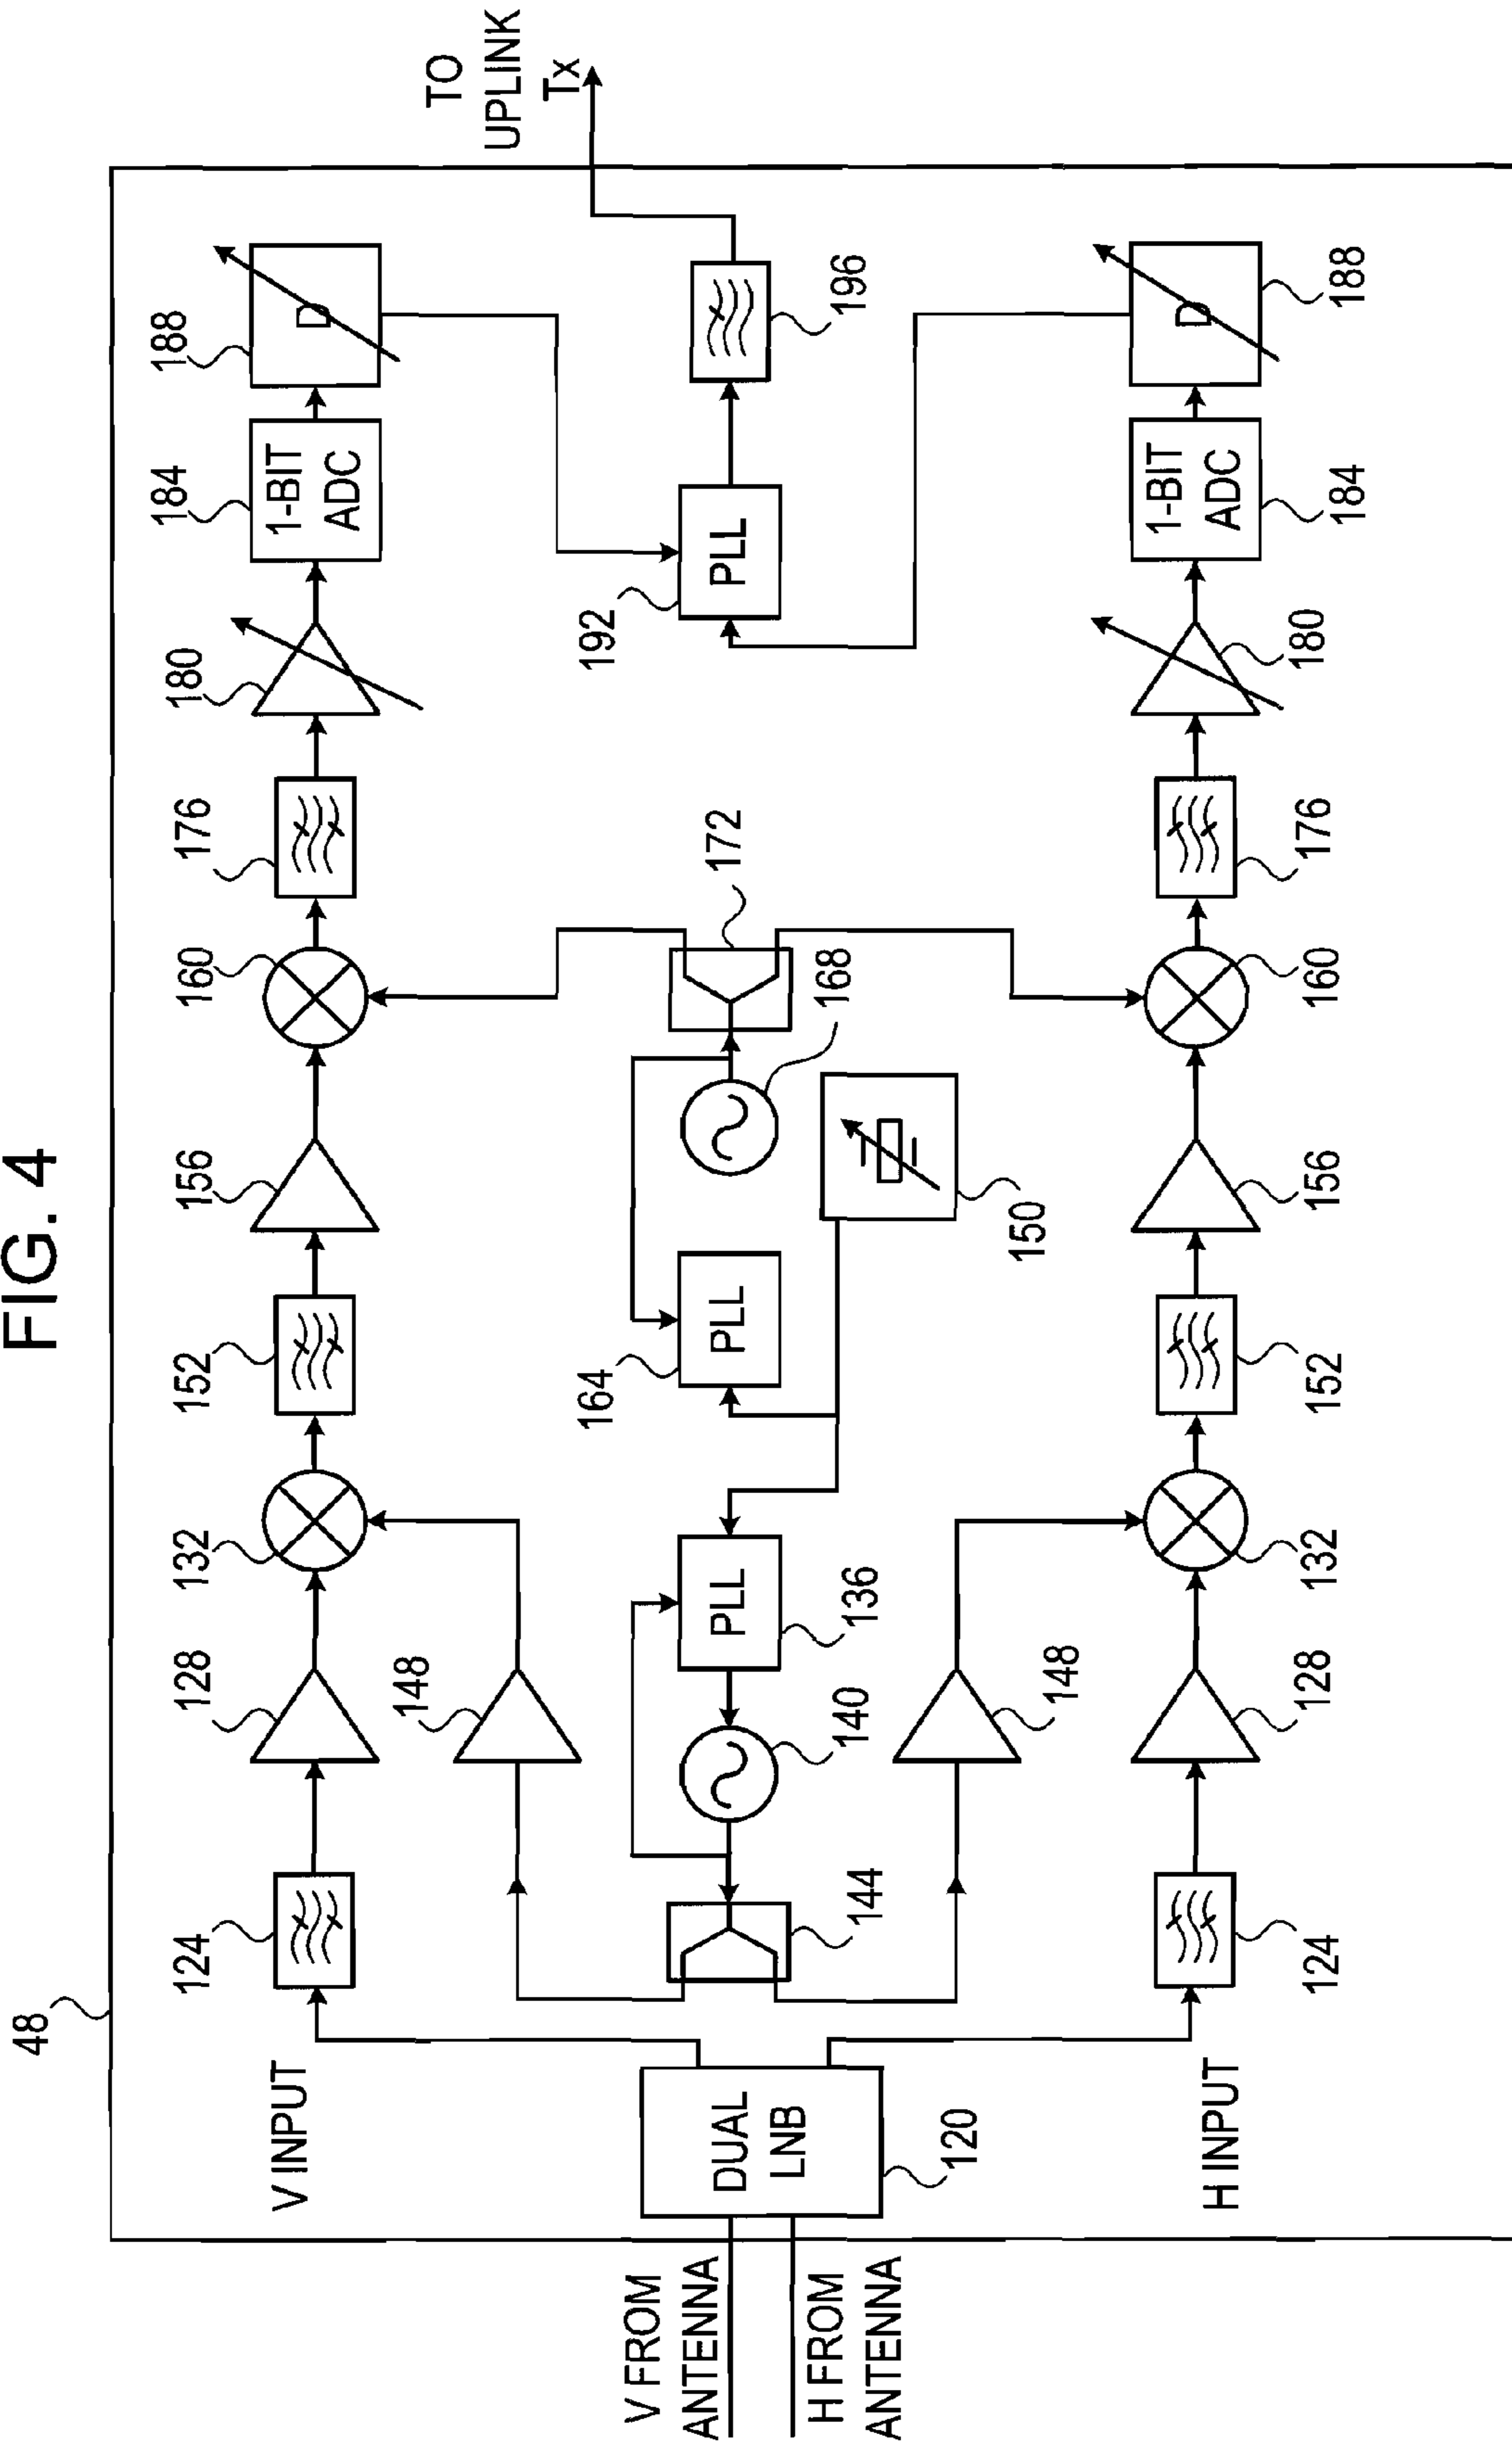 FIG. 4
48
V FROM
ANTENNA
H FROM
ANTENNA
DUAL
LNB
120
V INPUT
124
128
132
152
156
160
176
180
184
1-BIT
ADC
188
D
148
144
140
PLL
136
PLL
164
150
168
172
PLL
192
196
TO
UPLINK
Tx
148
H INPUT
124
128
132
152
156
160
176
180
1-BIT
ADC
184
D
188